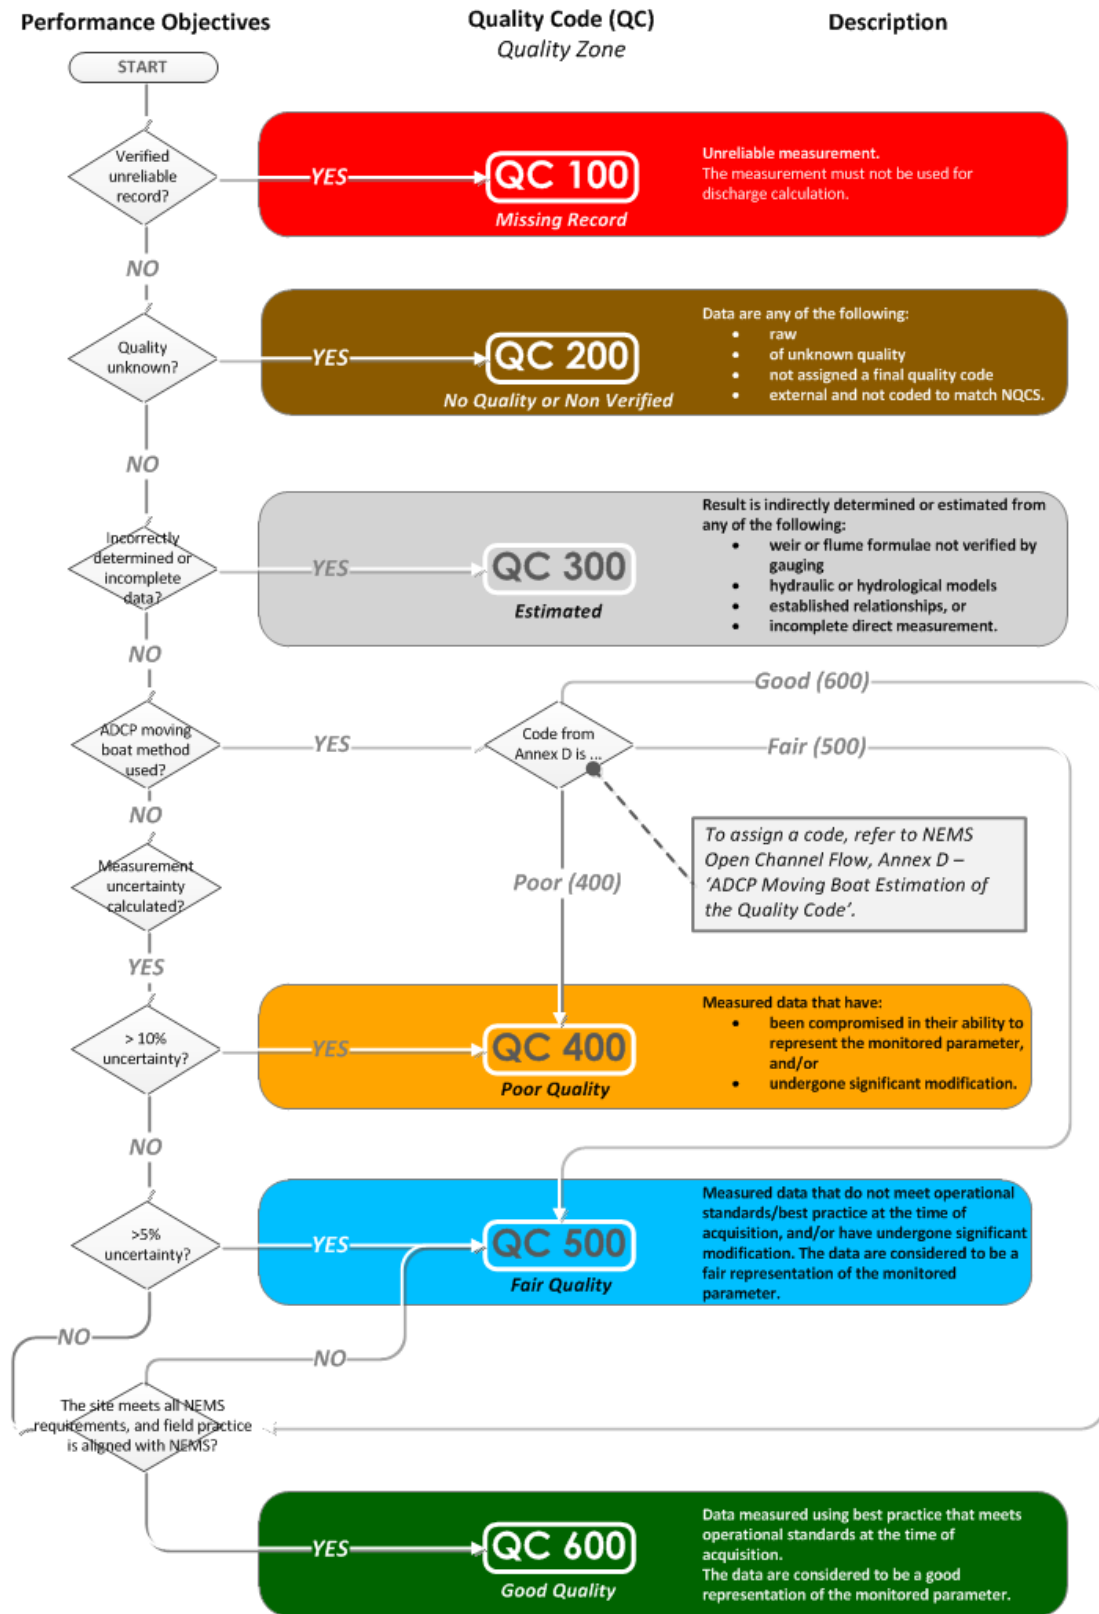 Performance Objectives
Quality Code (QC)
Quality Zone
Description
START
Verified
unreliable
record?
YES
QC 100
Missing Record
Unreliable measurement.
The measurement must not be used for
discharge calculation.
NO
Quality
unknown?
YES
QC 200
No Quality or Non Verified
Data are any of the following:
• raw
• of unknown quality
• not assigned a final quality code
• external and not coded to match NQCS.
NO
Incorrectly
determined or
incomplete
data?
YES
QC 300
Estimated
Result is indirectly determined or estimated from
any of the following:
• weir or flume formulae not verified by
gauging
• hydraulic or hydrological models
• established relationships, or
• incomplete direct measurement.
NO
ADCP moving
boat method
used?
YES
Code from
Annex D is ...
Good (600)
Fair (500)
Poor (400)
To assign a code, refer to NEMS
Open Channel Flow, Annex D –
‘ADCP Moving Boat Estimation of
the Quality Code’.
NO
Measurement
uncertainty
calculated?
YES
> 10%
uncertainty?
YES
QC 400
Poor Quality
Measured data that have:
• been compromised in their ability to
represent the monitored parameter,
and/or
• undergone significant modification.
NO
>5%
uncertainty?
YES
QC 500
Fair Quality
Measured data that do not meet operational
standards/best practice at the time of
acquisition, and/or have undergone significant
modification. The data are considered to be a
fair representation of the monitored
parameter.
NO
NO
The site meets all NEMS
requirements, and field practice
is aligned with NEMS?
YES
QC 600
Good Quality
Data measured using best practice that meets
operational standards at the time of
acquisition.
The data are considered to be a good
representation of the monitored parameter.